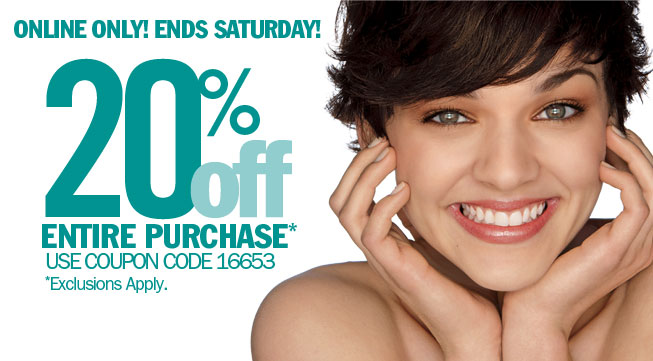 ONLINE ONLY! ENDS SATURDAY!
20% off
ENTIRE PURCHASE*
USE COUPON CODE 16653
*Exclusions Apply.